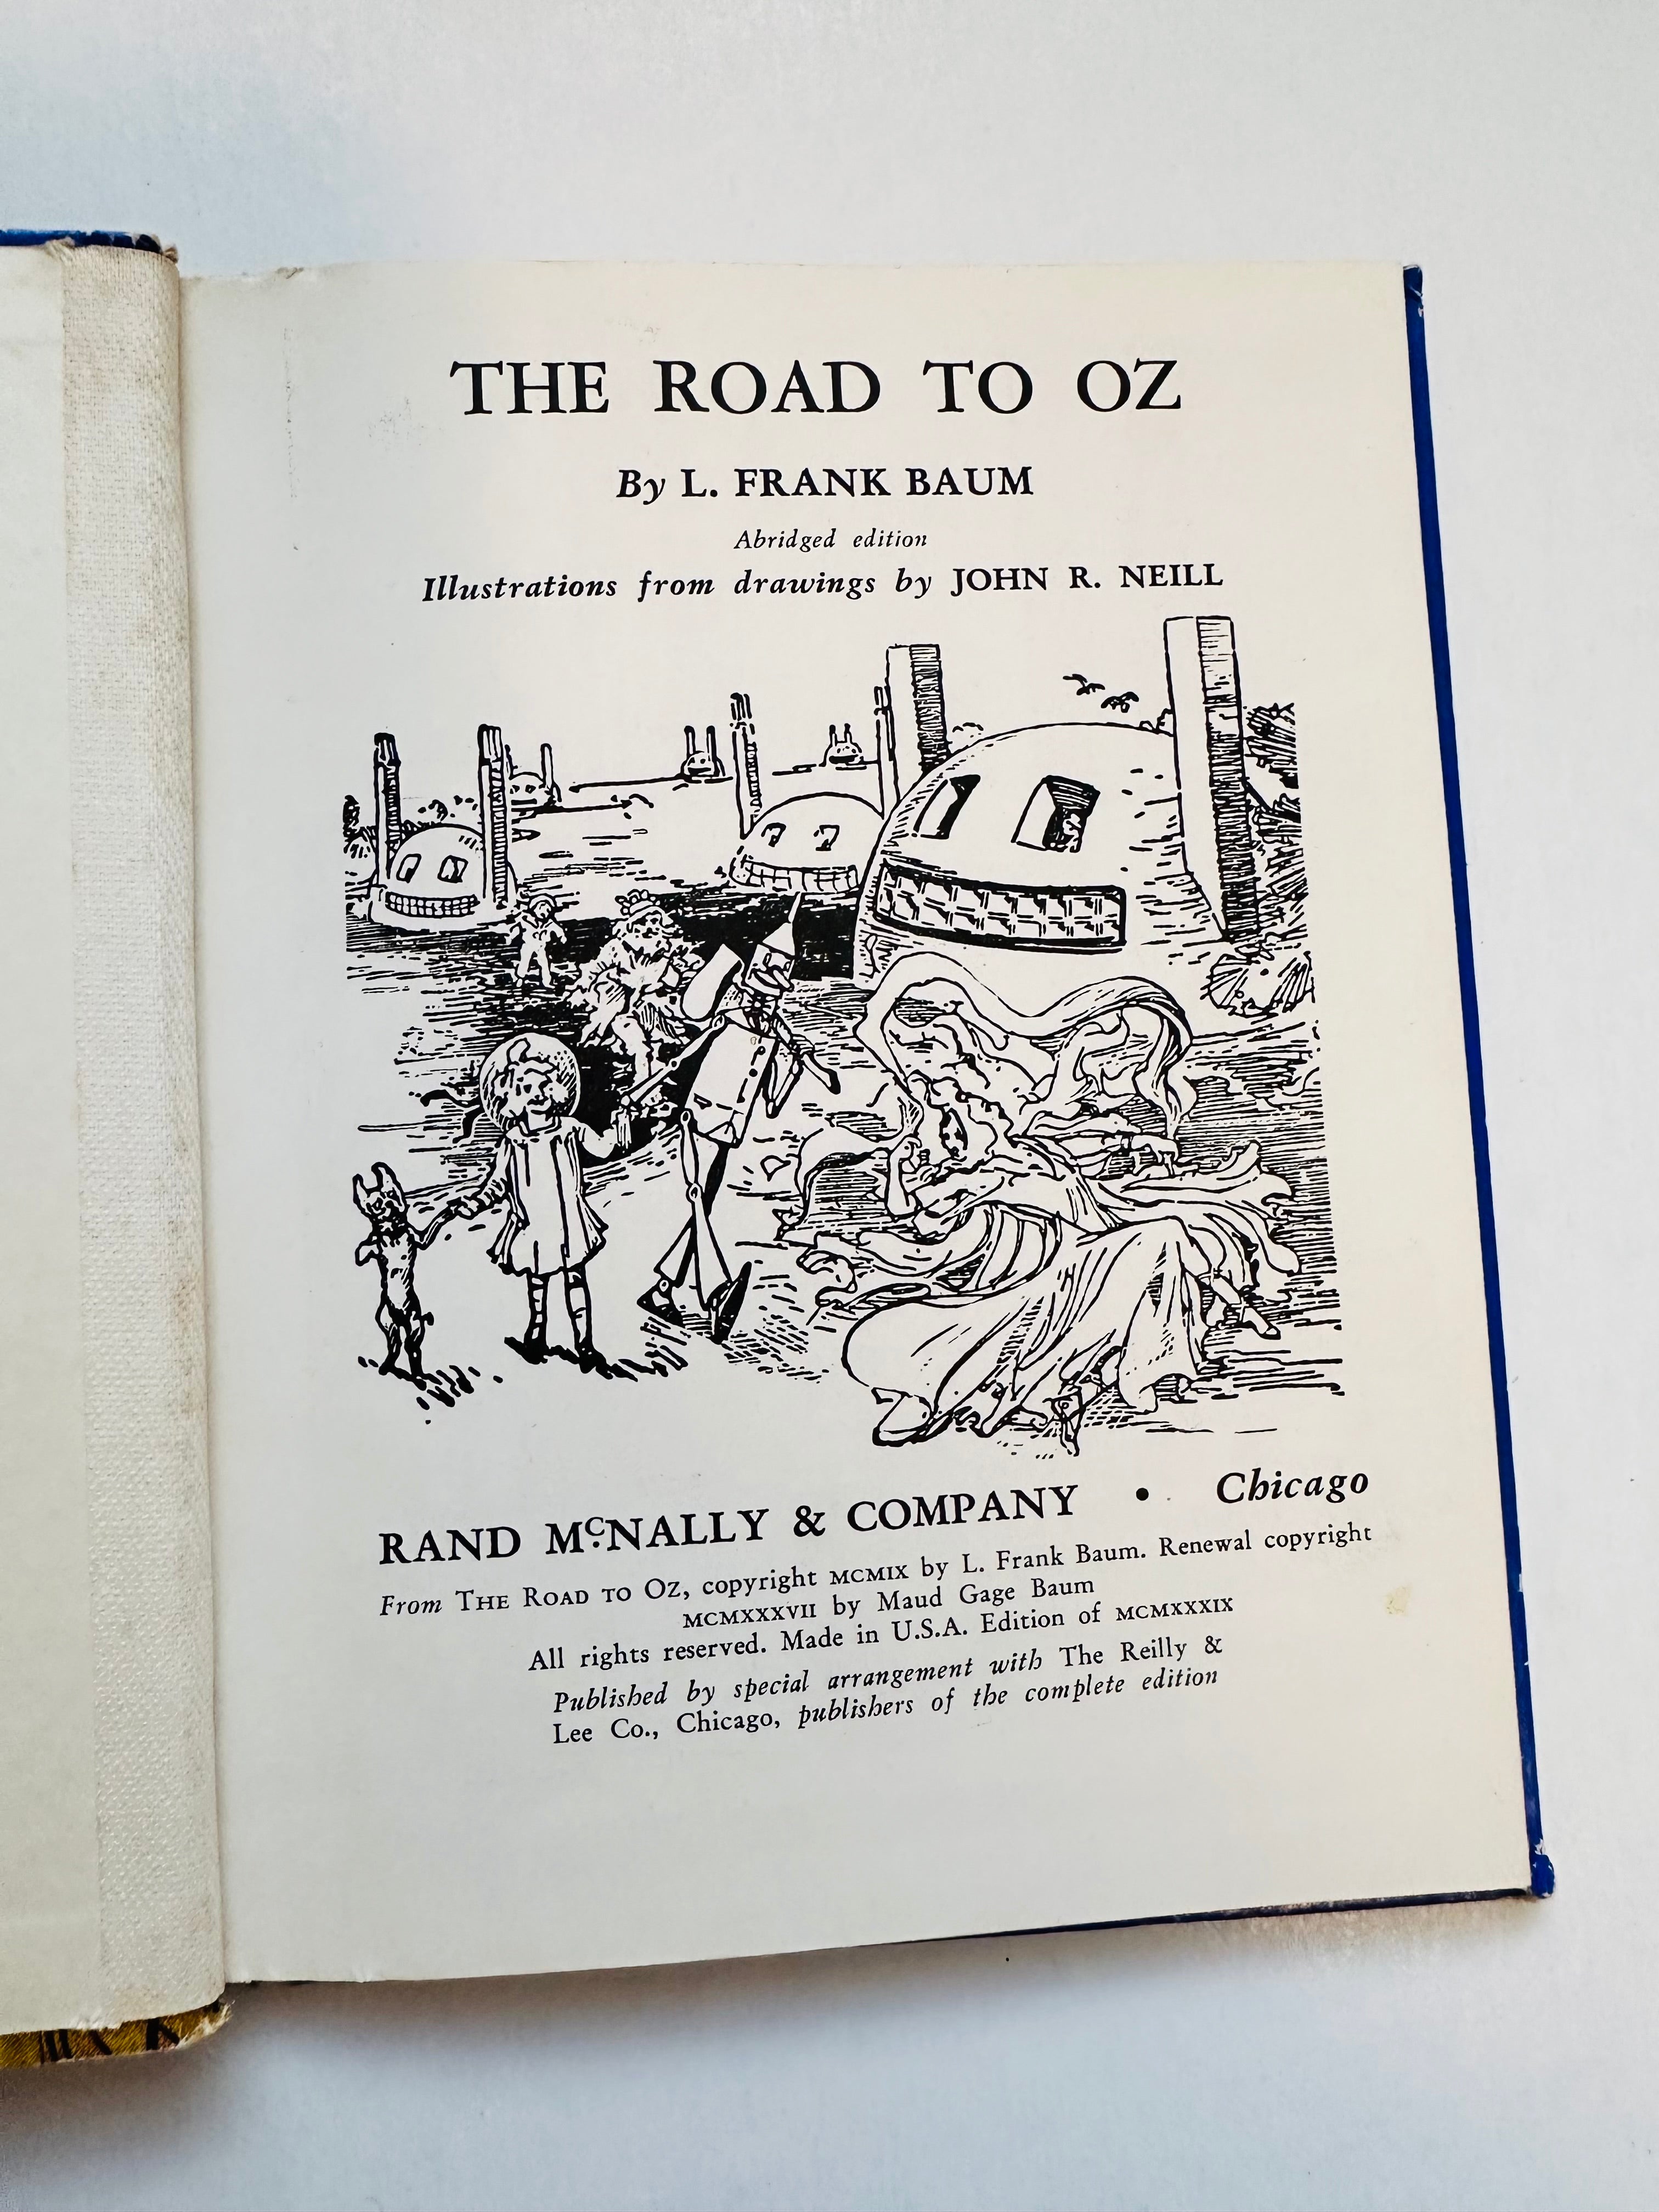 THE ROAD TO OZ
By L. FRANK BAUM
Abridged edition
Illustrations from drawings by JOHN R. NEILL
RAND McNALLY & COMPANY • Chicago
From THE ROAD TO OZ, copyright MCMIX by L. Frank Baum. Renewal copyright
MCMXXXVII by Maud Gage Baum
All rights reserved. Made in U.S.A. Edition of MCMXXXIX
Published by special arrangement with The Reilly &
Lee Co., Chicago, publishers of the complete edition